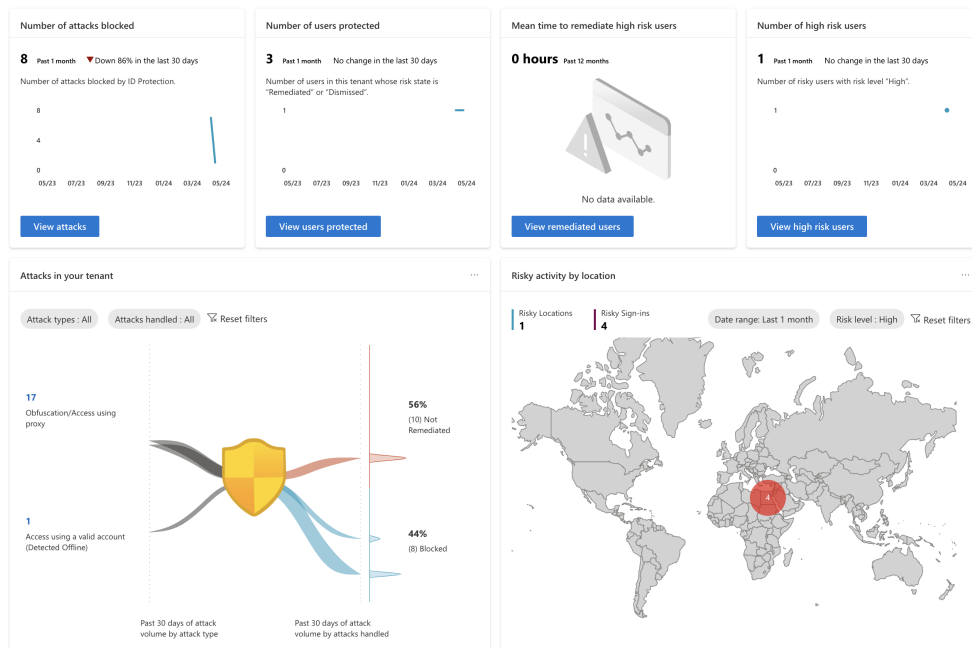 Number of attacks blocked
8 Past 1 month ▼Down 86% in the last 30 days
Number of attacks blocked by ID Protection.
8
4
0
05/23 07/23 09/23 11/23 01/24 03/24 05/24
View attacks
Number of users protected
3 Past 1 month No change in the last 30 days
Number of users in this tenant whose risk state is
"Remediated" or "Dismissed".
1
0
05/23 07/23 09/23 11/23 01/24 03/24 05/24
View users protected
Mean time to remediate high risk users
0 hours Past 12 months
No data available.
View remediated users
Number of high risk users
1 Past 1 month No change in the last 30 days
Number of risky users with risk level "High".
1
0
05/23 07/23 09/23 11/23 01/24 03/24 05/24
View high risk users
Attacks in your tenant ...
Attack types : All Attacks handled : All Reset filters
17
Obfuscation/Access using
proxy
1
Access using a valid account
(Detected Offline)
56%
(10) Not
Remediated
44%
(8) Blocked
Past 30 days of attack
volume by attack type
Past 30 days of attack
volume by attacks handled
Risky activity by location ...
Risky Locations
1
Risky Sign-ins
4
Date range: Last 1 month Risk level : High Reset filters
4